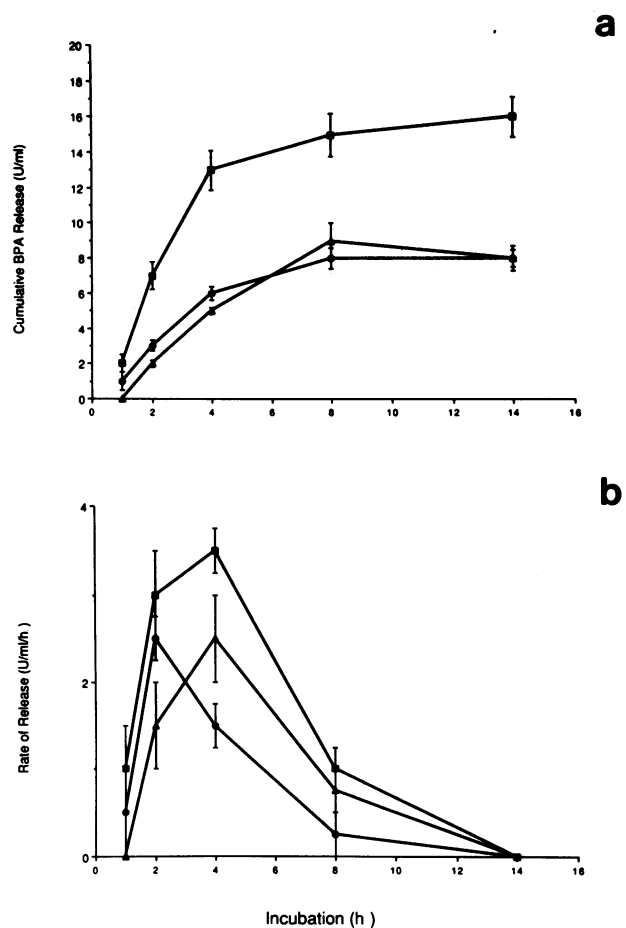 a
20
18
16
14
12
10
8
6
4
2
0
Cumulative BPA Release (U/ml)
0 2 4 6 8 10 12 14 16
b
4
2
0
Rate of Release (U/ml/h )
0 2 4 6 8 10 12 14 16
Incubation (h )